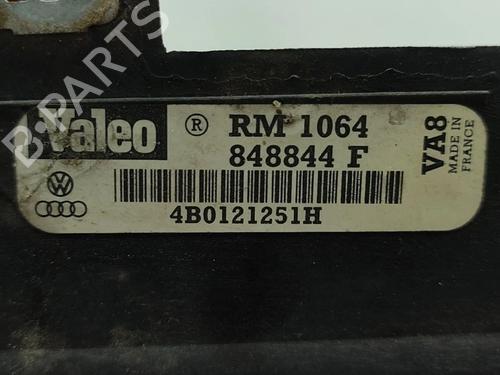 B-PARTS
Valeo ® RM 1064
848844 F
4B0121251H
VA8
MADE IN
FRANCE